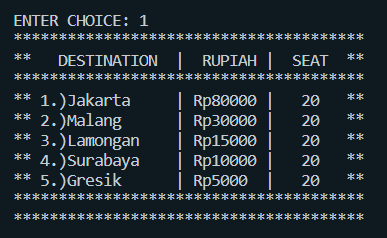 ENTER CHOICE: 1
***************************************
**   DESTINATION  |  RUPIAH |  SEAT  **
***************************************
** 1.)Jakarta     | Rp80000 |   20   **
** 2.)Malang      | Rp30000 |   20   **
** 3.)Lamongan    | Rp15000 |   20   **
** 4.)Surabaya    | Rp10000 |   20   **
** 5.)Gresik      | Rp5000  |   20   **
***************************************
***************************************